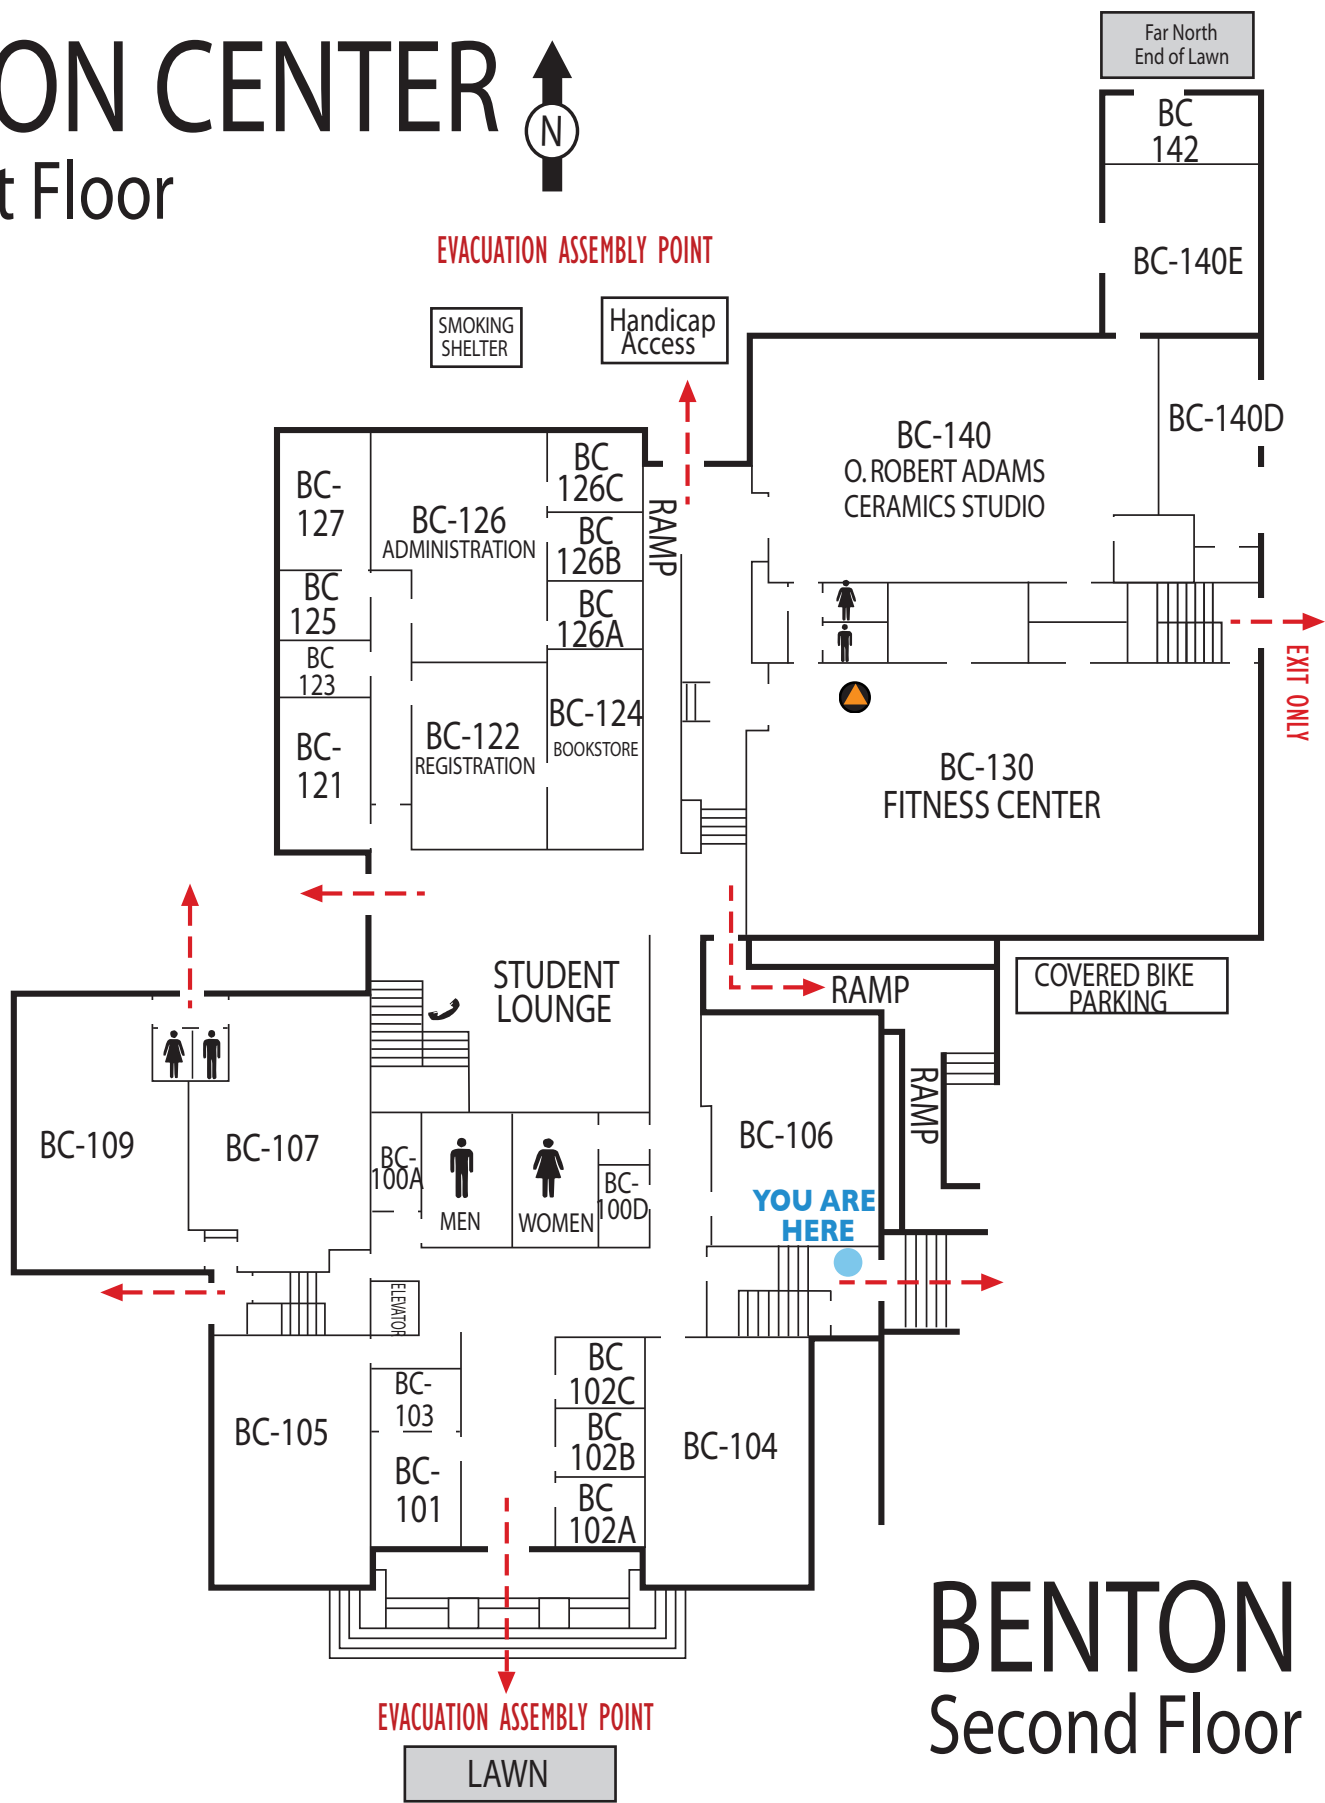 ON CENTER
t Floor
N
Far North
End of Lawn
BC
142
BC-140E
EVACUATION ASSEMBLY POINT
SMOKING
SHELTER
Handicap
Access
BC-140
O. ROBERT ADAMS
CERAMICS STUDIO
BC-140D
BC-
127
BC-126
ADMINISTRATION
BC
126C
BC
126B
BC
126A
RAMP
BC
125
BC
123
BC-
121
BC-122
REGISTRATION
BC-124
BOOKSTORE
EXIT ONLY
BC-130
FITNESS CENTER
STUDENT
LOUNGE
RAMP
COVERED BIKE
PARKING
RAMP
BC-109
BC-107
BC-
100A
MEN
WOMEN
BC-
100D
BC-106
YOU ARE
HERE
ELEVATOR
BC-105
BC-
103
BC-
101
BC
102C
BC
102B
BC
102A
BC-104
EVACUATION ASSEMBLY POINT
LAWN
BENTON
Second Floor